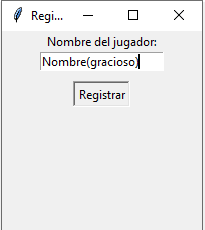 Regi...
Nombre del jugador:
Nombre(gracioso)
Registrar